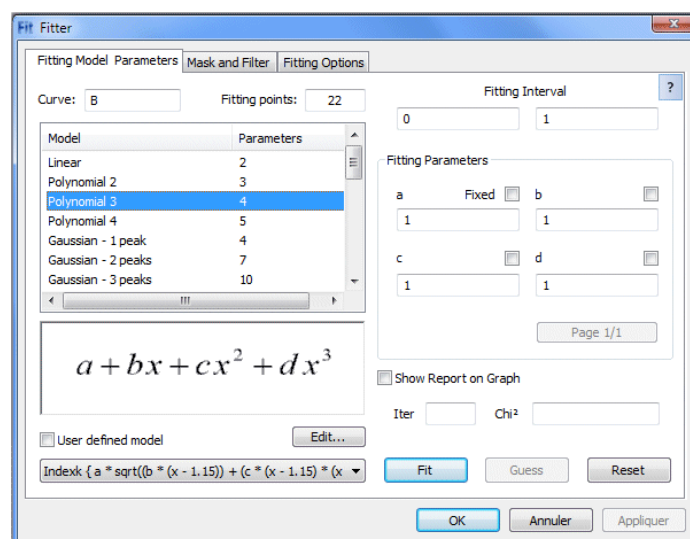 Fit Fitter
Fitting Model Parameters Mask and Filter Fitting Options
Curve: B Fitting points: 22
Model Parameters
Linear 2
Polynomial 2 3
Polynomial 3 4
Polynomial 4 5
Gaussian - 1 peak 4
Gaussian - 2 peaks 7
Gaussian - 3 peaks 10
a + bx + cx² + dx³
User defined model Edit...
Indexk { a * sqrt((b * (x - 1.15)) + (c * (x - 1.15) * (x
Fitting Interval ?
0 1
Fitting Parameters
a Fixed b
1 1
c d
1 1
Page 1/1
Show Report on Graph
Iter Chi²
Fit Guess Reset
OK Annuler Appliquer